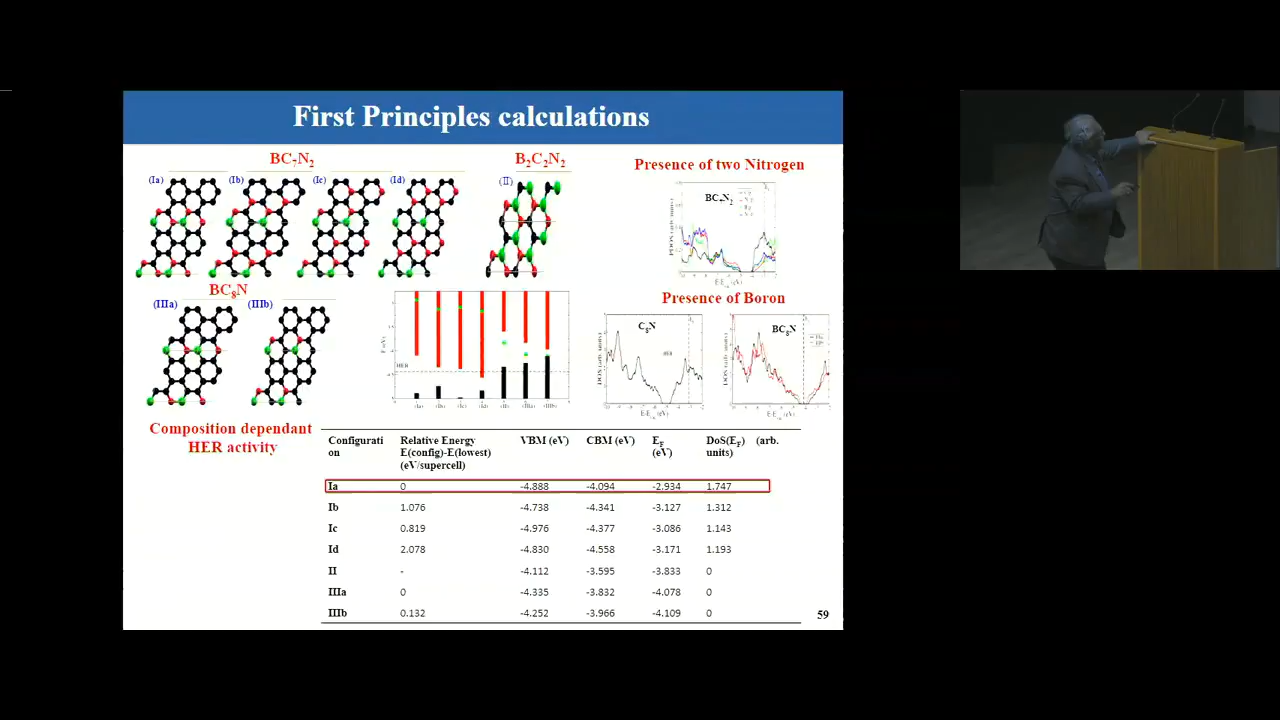 First Principles calculations
BC7N2
B2C2N2
Presence of two Nitrogen
(Ia)
(Ib)
(Ic)
(Id)
(II)
BC7N2
BC8N
(IIIa)
(IIIb)
Presence of Boron
HER
C8N
HER
BC8N
Composition dependant
HER activity
Configurati
on
Relative Energy
E(config)-E(lowest)
(eV/supercell)
VBM (eV)
CBM (eV)
EF
(eV)
DoS(EF) (arb.
units)
Ia 0 -4.888 -4.094 -2.934 1.747
Ib 1.076 -4.738 -4.341 -3.127 1.312
Ic 0.819 -4.976 -4.377 -3.086 1.143
Id 2.078 -4.830 -4.558 -3.171 1.193
II - -4.112 -3.595 -3.833 0
IIIa 0 -4.335 -3.832 -4.078 0
IIIb 0.132 -4.252 -3.966 -4.109 0
59